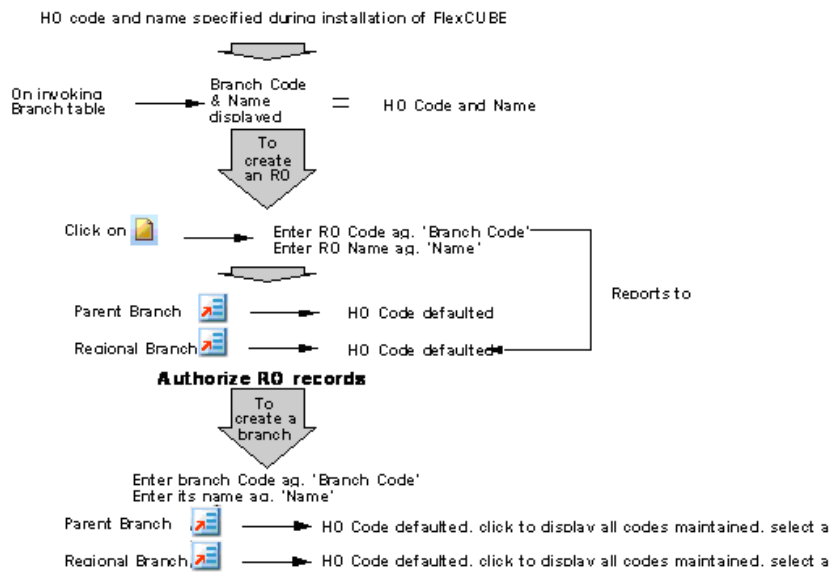 HO code and name specified during installation of FlexCUBE
On invoking
Branch table
Branch Code
& Name
displayed
=
HO Code and Name
To
create
an RO
Click on
Enter RO Code ag. 'Branch Code'
Enter RO Name ag. 'Name'
Reports to
Parent Branch
HO Code defaulted
Regional Branch
HO Code defaulted
Authorize RO records
To
create a
branch
Enter branch Code ag. 'Branch Code'
Enter its name ag. 'Name'
Parent Branch
HO Code defaulted, click to display all codes maintained, select a
Regional Branch
HO Code defaulted, click to display all codes maintained, select a